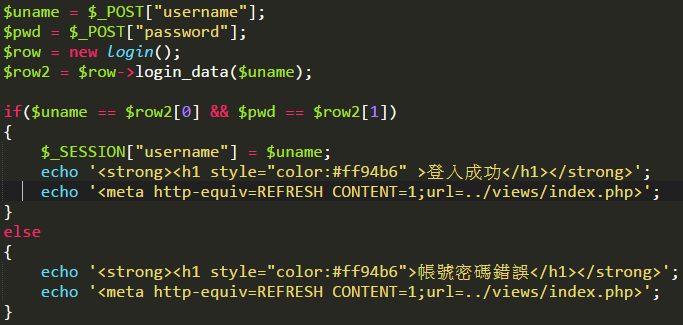 $uname = $_POST["username"];
$pwd = $_POST["password"];
$row = new login();
$row2 = $row->login_data($uname);
if($uname == $row2[0] && $pwd == $row2[1])
{
$_SESSION["username"] = $uname;
echo '<strong><h1 style="color:#ff94b6" >登入成功</h1></strong>';
echo '<meta http-equiv=REFRESH CONTENT=1;url=../views/index.php>';
}
else
{
echo '<strong><h1 style="color:#ff94b6">帳號密碼錯誤</h1></strong>';
echo '<meta http-equiv=REFRESH CONTENT=1;url=../views/index.php>';
}